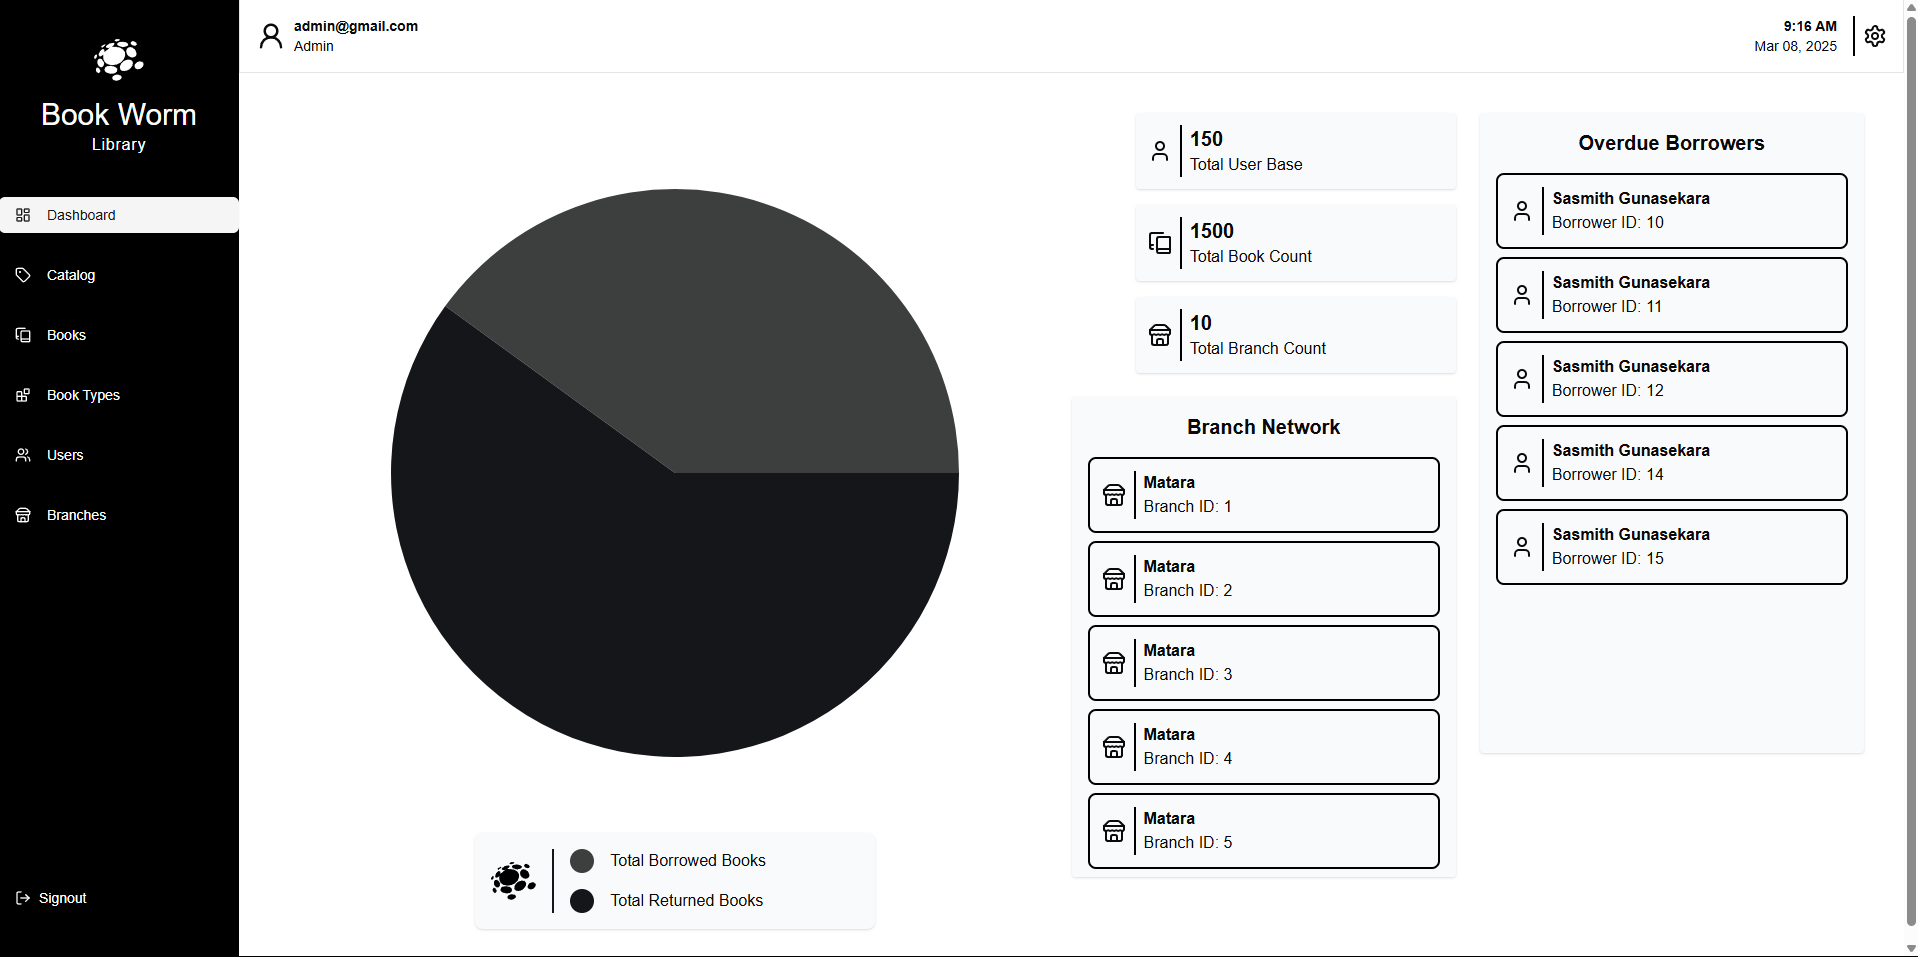 Book Worm
Library
Dashboard
Catalog
Books
Book Types
Users
Branches
Signout
admin@gmail.com
Admin
9:16 AM
Mar 08, 2025
Total Borrowed Books
Total Returned Books
150
Total User Base
1500
Total Book Count
10
Total Branch Count
Branch Network
Matara
Branch ID: 1
Matara
Branch ID: 2
Matara
Branch ID: 3
Matara
Branch ID: 4
Matara
Branch ID: 5
Overdue Borrowers
Sasmith Gunasekara
Borrower ID: 10
Sasmith Gunasekara
Borrower ID: 11
Sasmith Gunasekara
Borrower ID: 12
Sasmith Gunasekara
Borrower ID: 14
Sasmith Gunasekara
Borrower ID: 15